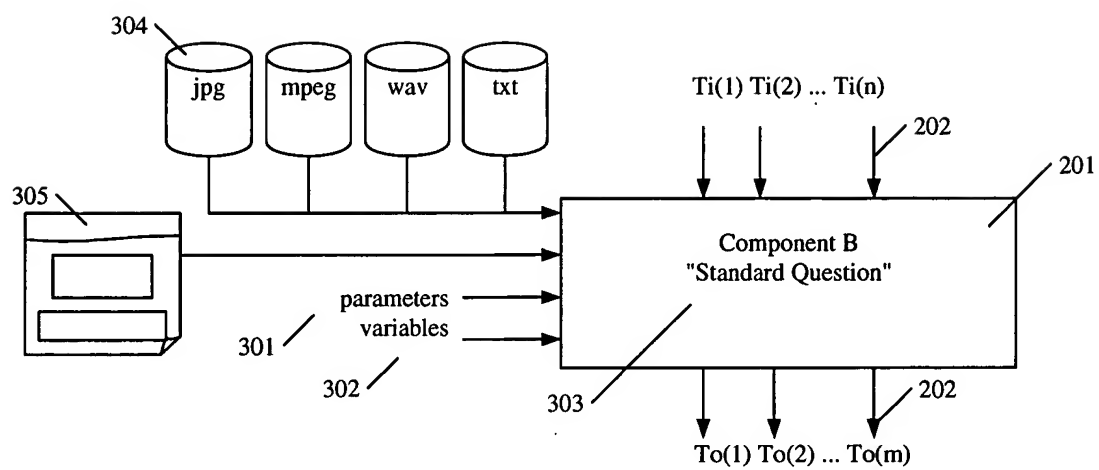 304
jpg mpeg wav txt
Ti(1) Ti(2) ... Ti(n)
202
201
305
Component B
"Standard Question"
parameters
variables
301
302
303
202
To(1) To(2) ... To(m)